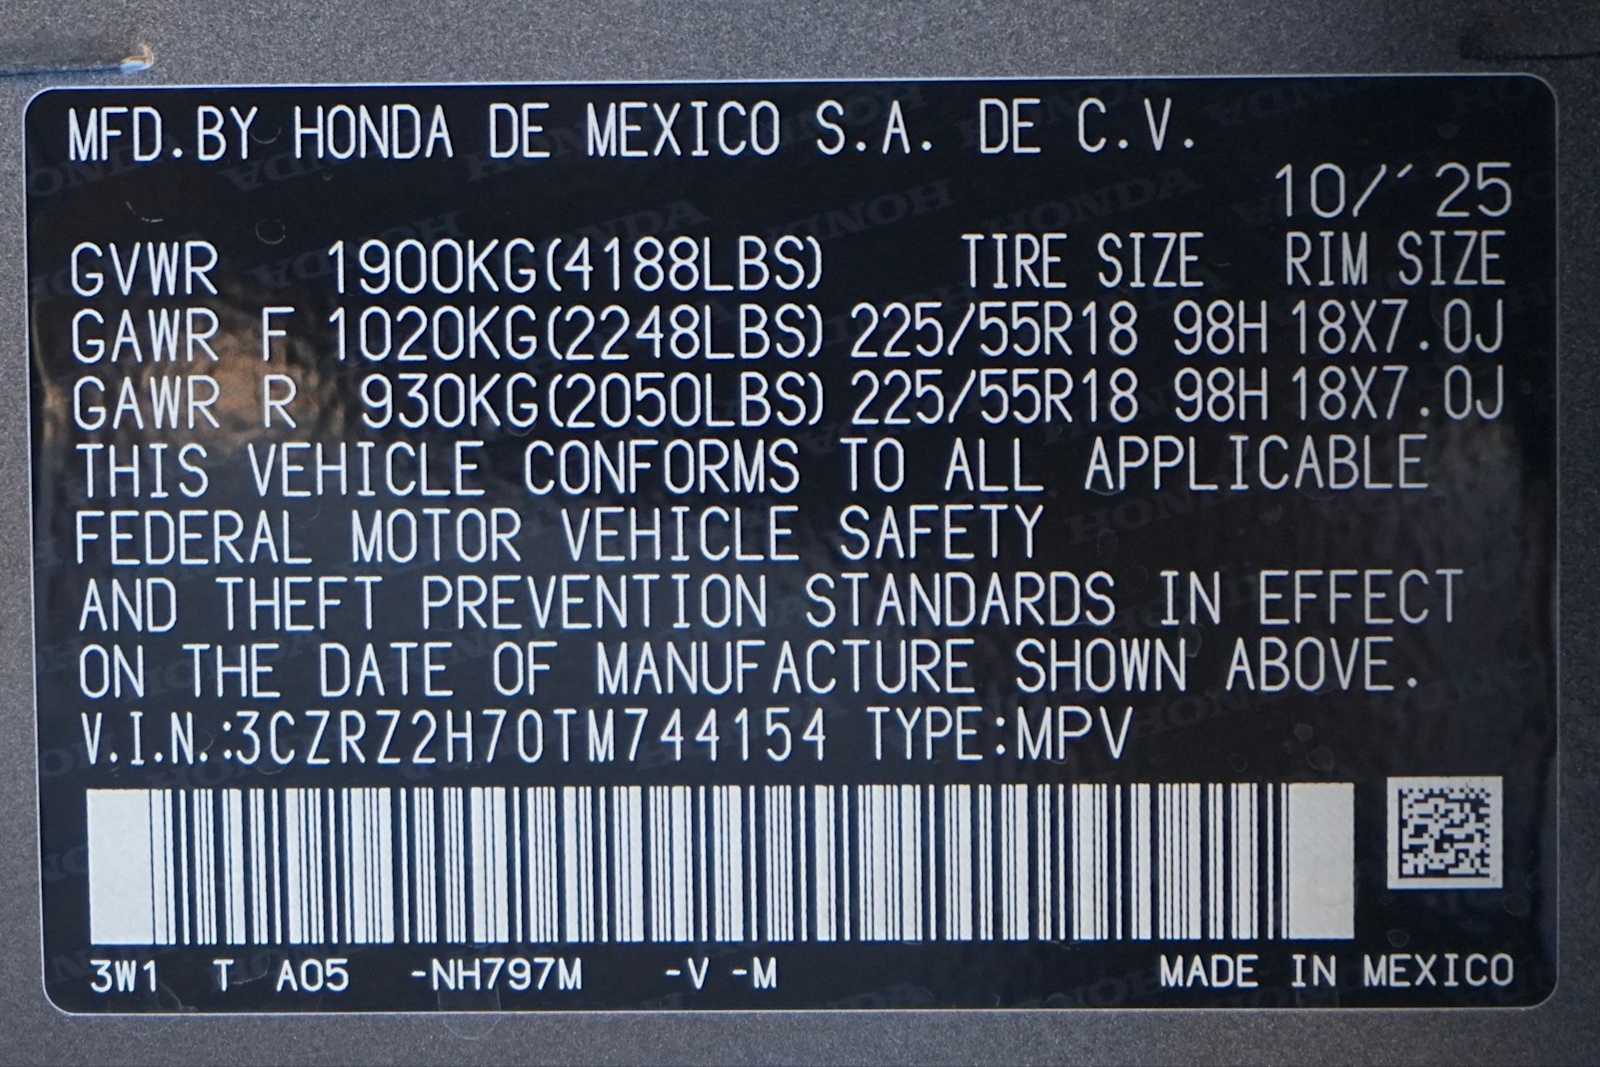 MFD.BY HONDA DE MEXICO S.A. DE C.V.
10/'25
GVWR 1900KG(4188LBS) TIRE SIZE RIM SIZE
GAWR F 1020KG(2248LBS) 225/55R18 98H 18X7.0J
GAWR R 930KG(2050LBS) 225/55R18 98H 18X7.0J
THIS VEHICLE CONFORMS TO ALL APPLICABLE
FEDERAL MOTOR VEHICLE SAFETY
AND THEFT PREVENTION STANDARDS IN EFFECT
ON THE DATE OF MANUFACTURE SHOWN ABOVE.
V.I.N.:3CZRZ2H70TM744154 TYPE:MPV
3W1 T A05 -NH797M -V -M MADE IN MEXICO